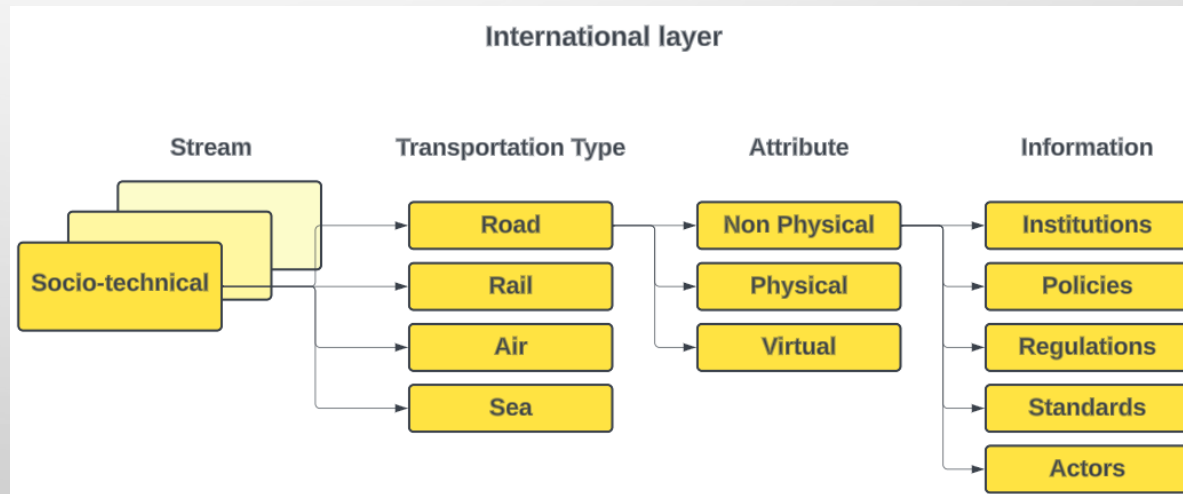 International layer
Stream
Transportation Type
Attribute
Information
Socio-technical
Road
Rail
Air
Sea
Non Physical
Physical
Virtual
Institutions
Policies
Regulations
Standards
Actors